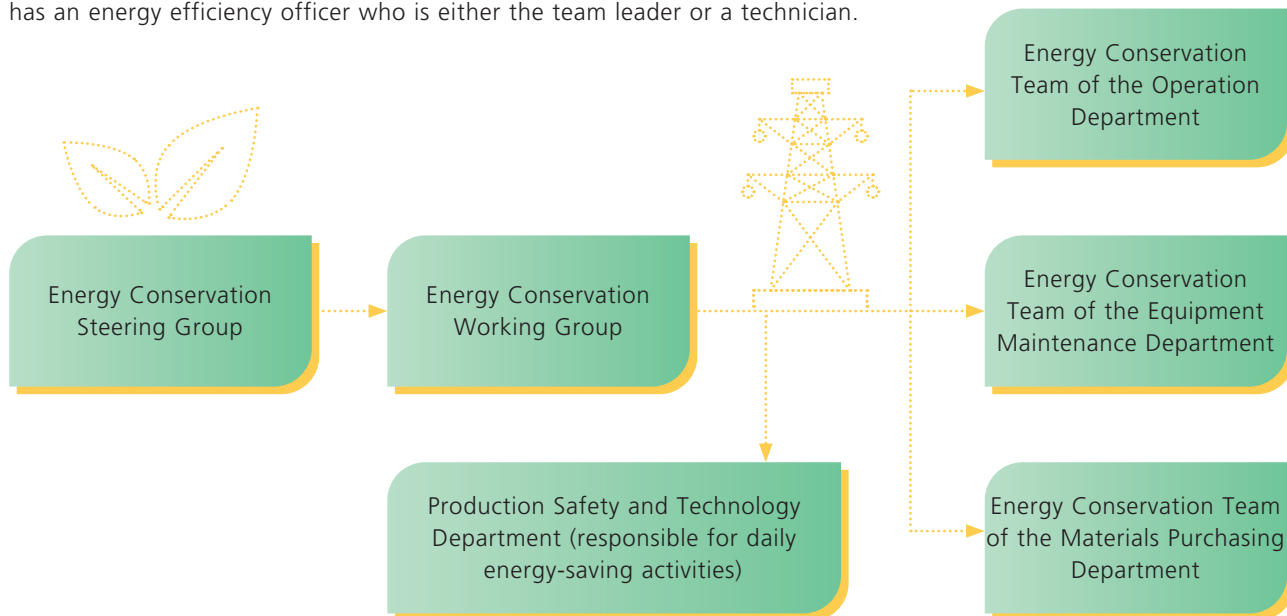 has an energy efficiency officer who is either the team leader or a technician.
Energy Conservation
Team of the Operation
Department
Energy Conservation
Steering Group
Energy Conservation
Working Group
Energy Conservation
Team of the Equipment
Maintenance Department
Production Safety and Technology
Department (responsible for daily
energy-saving activities)
Energy Conservation Team
of the Materials Purchasing
Department